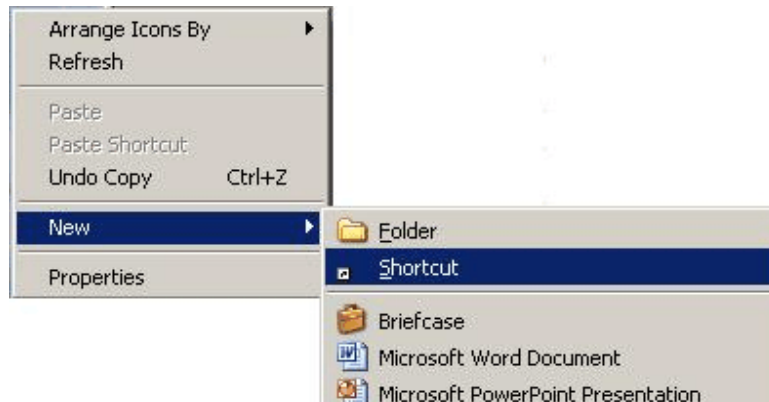 Arrange Icons By
Refresh
Paste
Paste Shortcut
Undo Copy Ctrl+Z
New
Properties
Folder
Shortcut
Briefcase
Microsoft Word Document
Microsoft PowerPoint Presentation